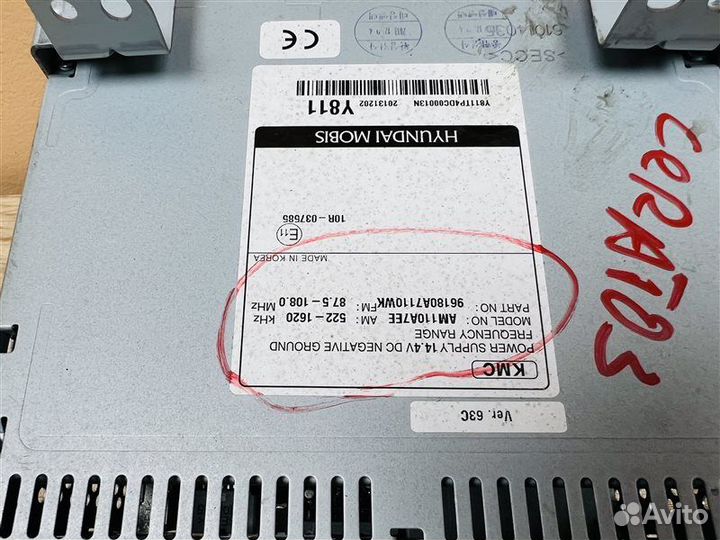 Ver. 63C
KMC
POWER SUPPLY 14.4V DC NEGATIVE GROUND
FREQUENCY RANGE
MODEL NO: AM110A7EE AM: 522-1620 kHz
PART NO: 96180A7110WK FM: 87.5-108.0 MHz
MADE IN KOREA
E11
10R-037685
HYUNDAI MOBIS
Y811 20131202 Y811TP4DC00013N
CE
>SECC<
CeRATO3
Avito